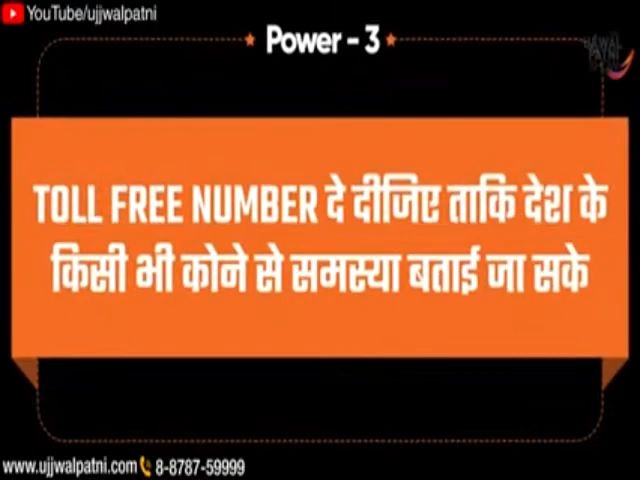 YouTube/ujjwalpatni
Power - 3
TOLL FREE NUMBER दे दीजिए ताकि देश के
किसी भी कोने से समस्या बताई जा सके
www.ujjwalpatni.com 8-8787-59999